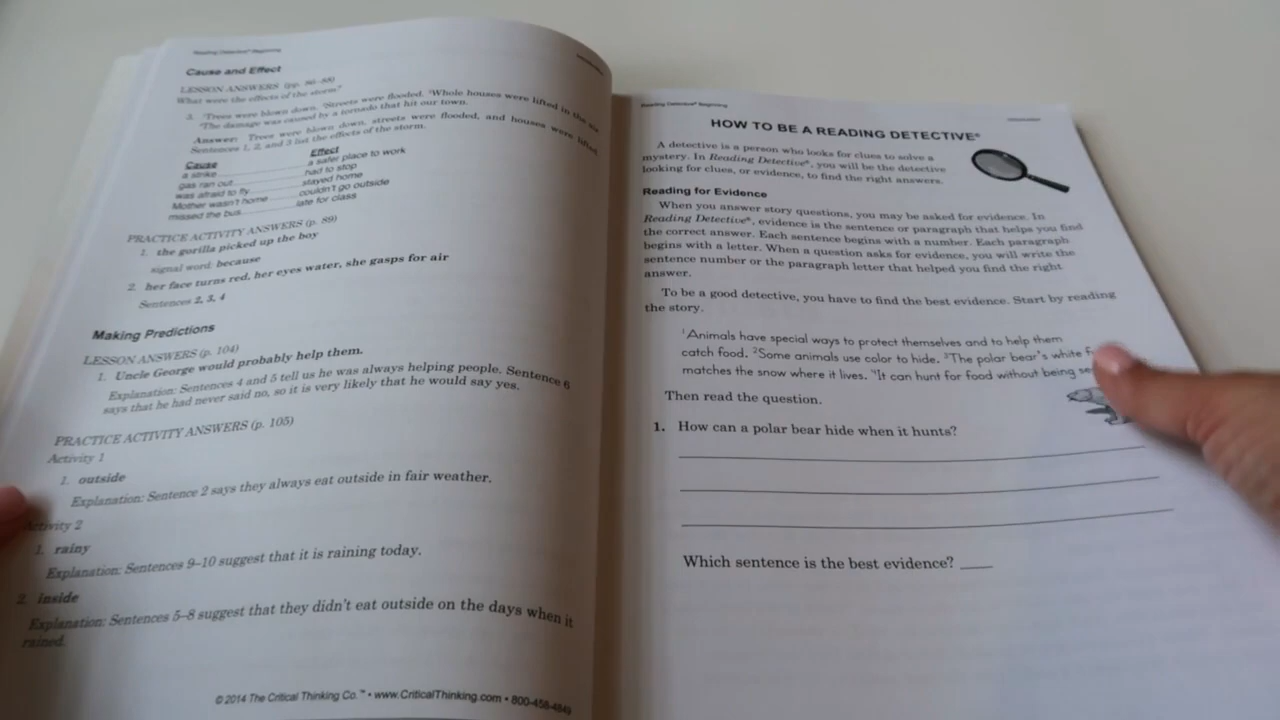 Reading Detective® Beginning
Cause and Effect
LESSON ANSWERS (pp. 86–88)
What were the effects of the storm?
3. ¹Trees were blown down. ²Streets were flooded. ³Whole houses were lifted in the air.
⁴The damage was caused by a tornado that hit our town.
Answer: Trees were blown down, streets were flooded, and houses were lifted
Sentences 1, 2, and 3 list the effects of the storm.
Cause Effect
a strike a safer place to work
gas ran out had to stop
was afraid to fly stayed home
Mother wasn't home couldn't go outside
missed the bus late for class
PRACTICE ACTIVITY ANSWERS (p. 89)
1. the gorilla picked up the boy
signal word: because
2. her face turns red, her eyes water, she gasps for air
Sentences 2, 3, 4
Making Predictions
LESSON ANSWERS (p. 104)
1. Uncle George would probably help them.
Explanation: Sentences 4 and 5 tell us he was always helping people. Sentence 6
says that he had never said no, so it is very likely that he would say yes.
PRACTICE ACTIVITY ANSWERS (p. 105)
Activity 1
1. outside
Explanation: Sentence 2 says they always eat outside in fair weather.
Activity 2
1. rainy
Explanation: Sentences 9–10 suggest that it is raining today.
2. inside
Explanation: Sentences 5–8 suggest that they didn't eat outside on the days when it
rained.
© 2014 The Critical Thinking Co.™ • www.CriticalThinking.com • 800-458-4849
Reading Detective® Beginning
HOW TO BE A READING DETECTIVE®
A detective is a person who looks for clues to solve a
mystery. In Reading Detective®, you will be the detective
looking for clues, or evidence, to find the right answers.
Reading for Evidence
When you answer story questions, you may be asked for evidence. In
Reading Detective®, evidence is the sentence or paragraph that helps you find
the correct answer. Each sentence begins with a number. Each paragraph
begins with a letter. When a question asks for evidence, you will write the
sentence number or the paragraph letter that helped you find the right
answer.
To be a good detective, you have to find the best evidence. Start by reading
the story.
¹Animals have special ways to protect themselves and to help them
catch food. ²Some animals use color to hide. ³The polar bear's white
matches the snow where it lives. ⁴It can hunt for food without being
Then read the question.
1. How can a polar bear hide when it hunts?
Which sentence is the best evidence? ____